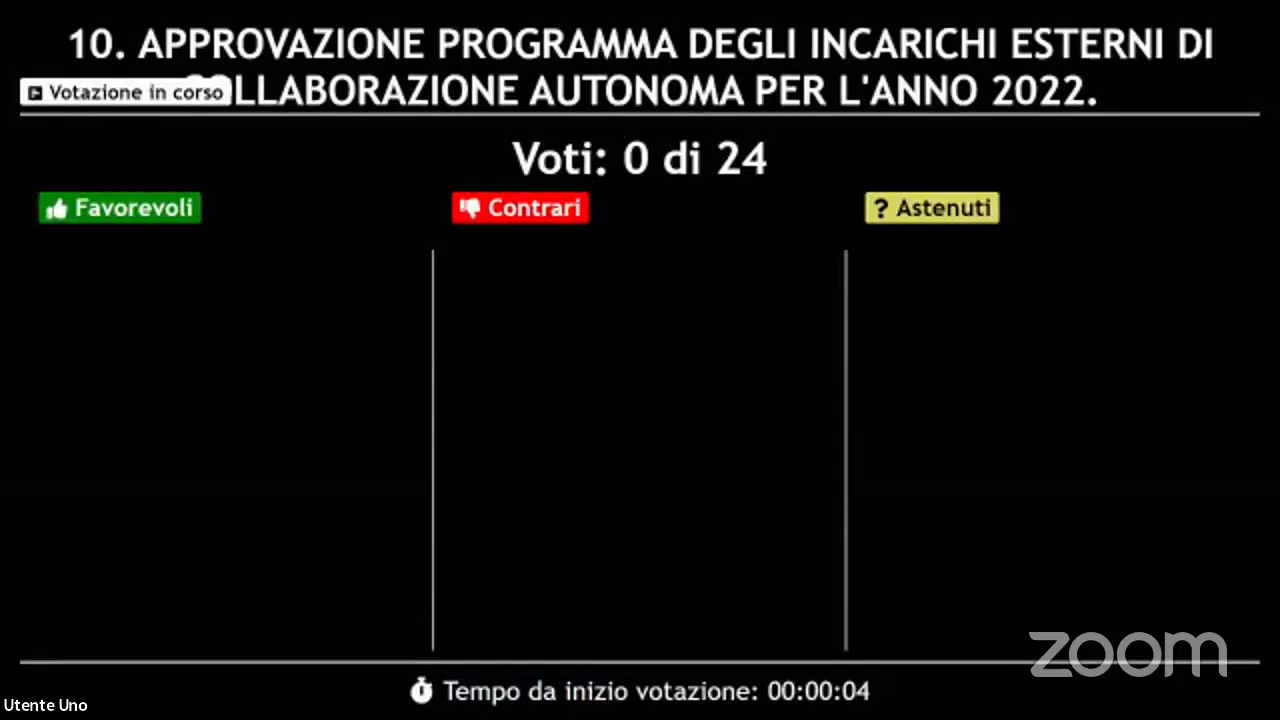 10. APPROVAZIONE PROGRAMMA DEGLI INCARICHI ESTERNI DI
Votazione in corso
LLABORAZIONE AUTONOMA PER L'ANNO 2022.
Voti: 0 di 24
Favorevoli
Contrari
? Astenuti
zoom
Tempo da inizio votazione: 00:00:04
Utente Uno